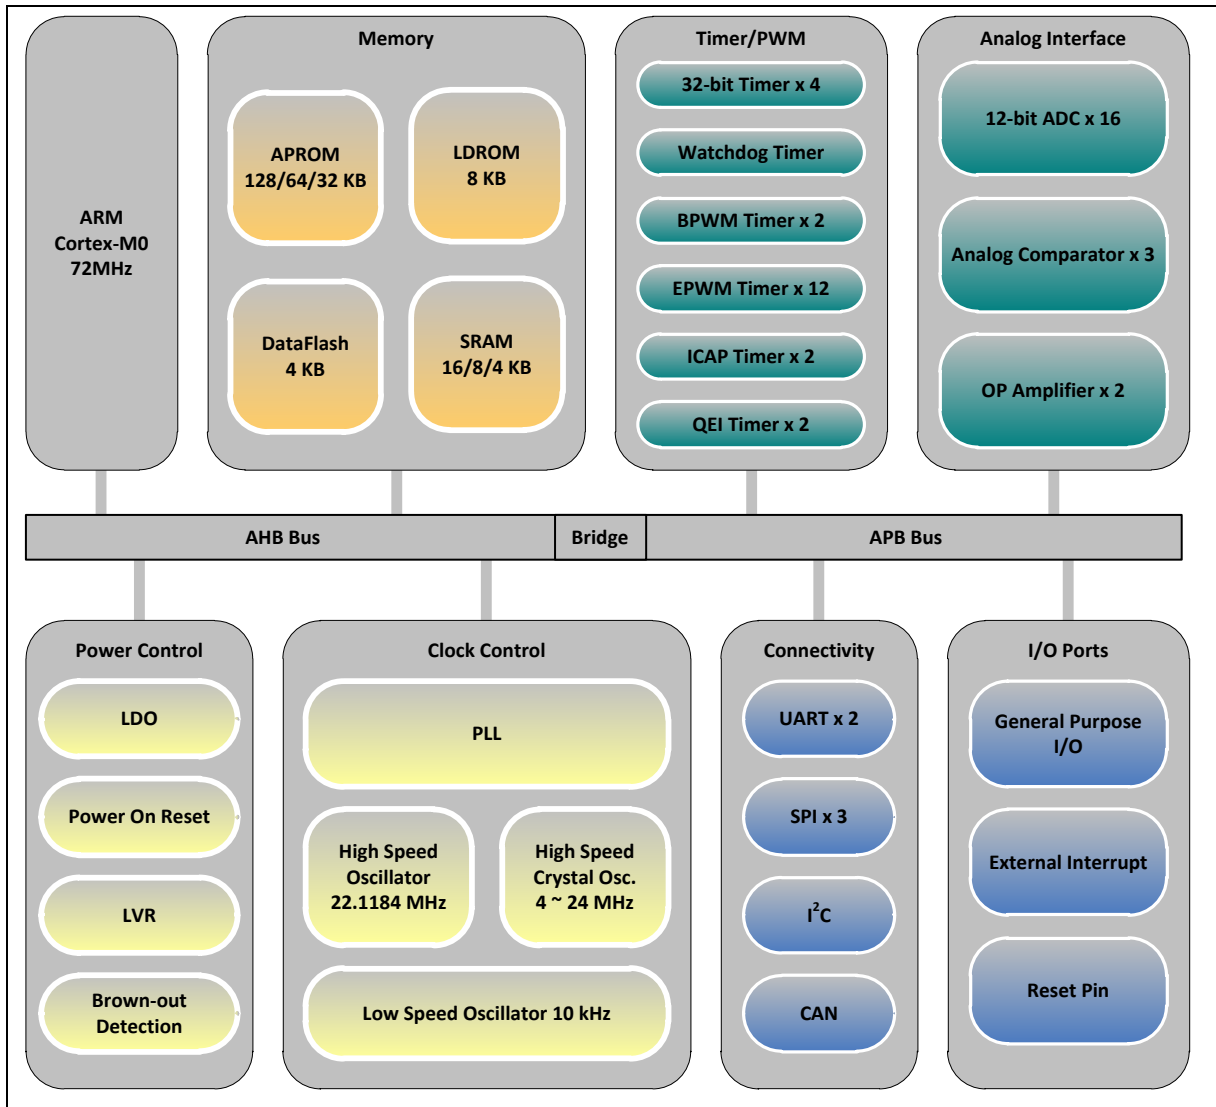 ARM
Cortex-M0
72MHz
Memory
APROM
128/64/32 KB
LDROM
8 KB
DataFlash
4 KB
SRAM
16/8/4 KB
Timer/PWM
32-bit Timer x 4
Watchdog Timer
BPWM Timer x 2
EPWM Timer x 12
ICAP Timer x 2
QEI Timer x 2
Analog Interface
12-bit ADC x 16
Analog Comparator x 3
OP Amplifier x 2
AHB Bus
Bridge
APB Bus
Power Control
LDO
Power On Reset
LVR
Brown-out
Detection
Clock Control
PLL
High Speed
Oscillator
22.1184 MHz
High Speed
Crystal Osc.
4 ~ 24 MHz
Low Speed Oscillator 10 kHz
Connectivity
UART x 2
SPI x 3
I²C
CAN
I/O Ports
General Purpose
I/O
External Interrupt
Reset Pin